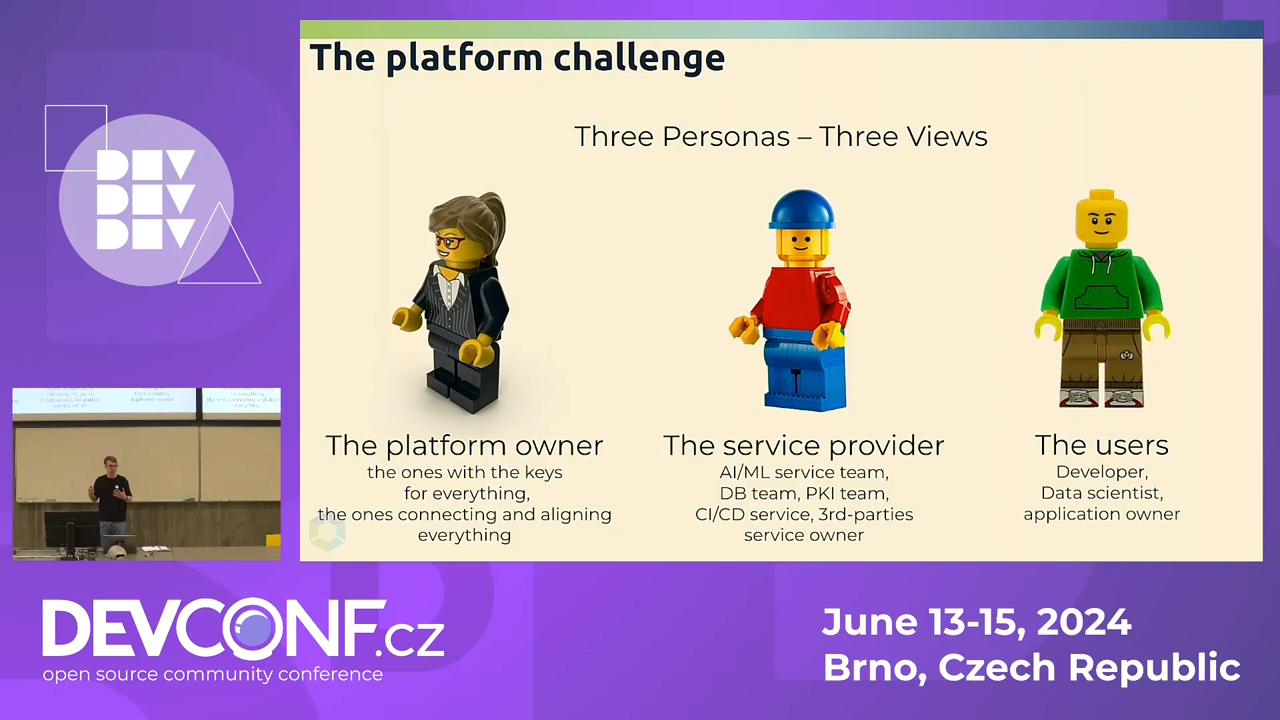 The platform challenge
Three Personas – Three Views
The platform owner
the ones with the keys
for everything,
the ones connecting and aligning
everything
The service provider
AI/ML service team,
DB team, PKI team,
CI/CD service, 3rd-parties
service owner
The users
Developer,
Data scientist,
application owner
DEV
DEV
DEV
DEVCONF.cz
open source community conference
June 13-15, 2024
Brno, Czech Republic